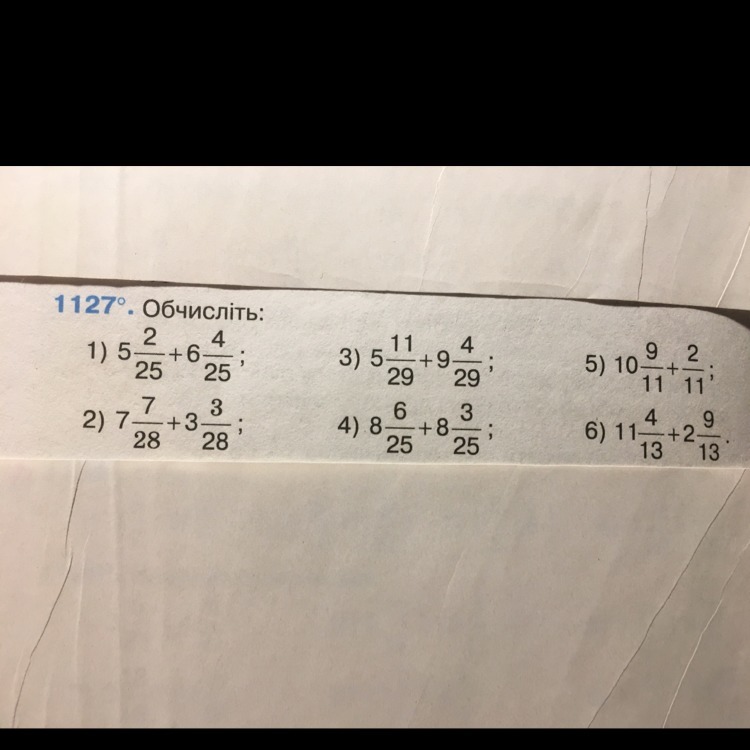 1127°. Обчисліть:
1) 5 2/25 + 6 4/25 ; 3) 5 11/29 + 9 4/29 ; 5) 10 9/11 + 2/11 ;
2) 7 7/28 + 3 3/28 ; 4) 8 6/25 + 8 3/25 ; 6) 11 4/13 + 2 9/13 .